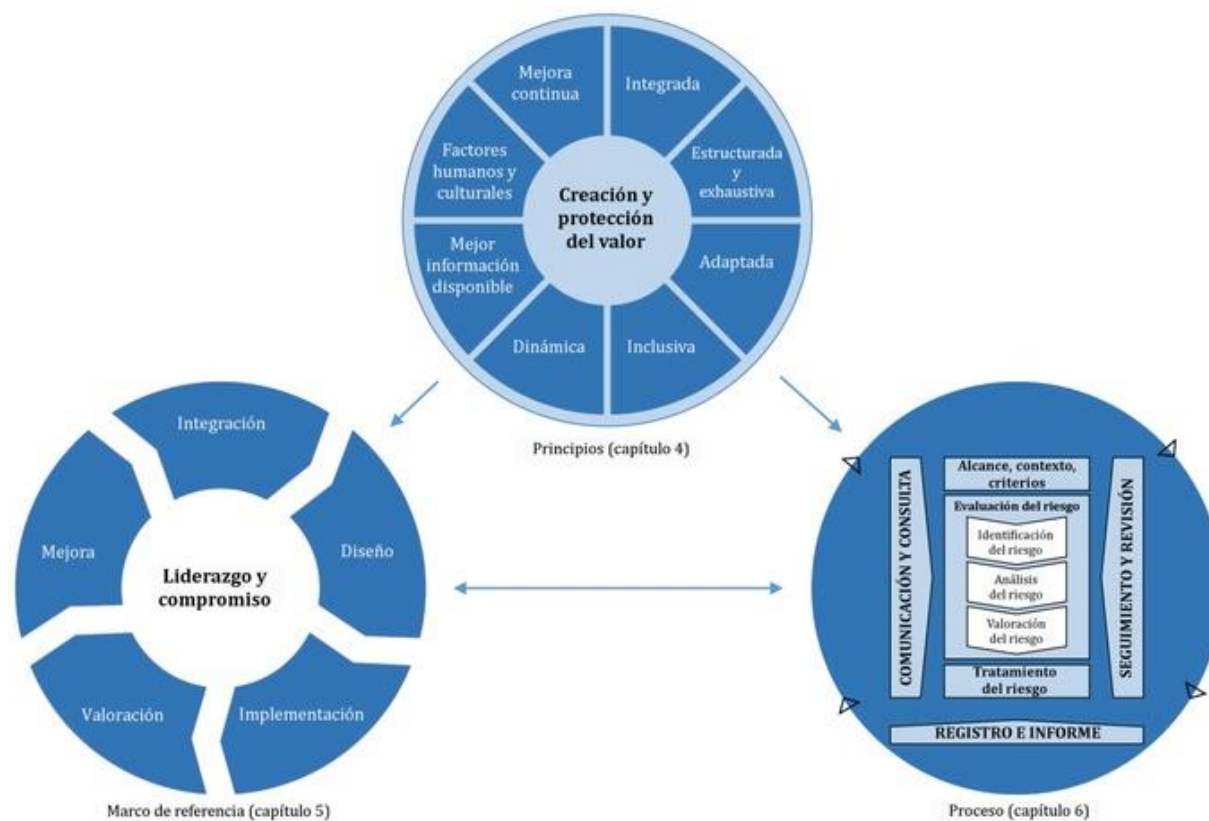 Mejora
continua
Integrada
Factores
humanos y
culturales
Estructurada
y
exhaustiva
Creación y
protección
del valor
Mejor
información
disponible
Adaptada
Dinámica
Inclusiva
Principios (capítulo 4)
Integración
Mejora
Diseño
Liderazgo y
compromiso
Valoración
Implementación
Marco de referencia (capítulo 5)
COMUNICACIÓN Y CONSULTA
Alcance, contexto,
criterios
Evaluación del riesgo
Identificación
del riesgo
Análisis
del riesgo
Valoración
del riesgo
Tratamiento
del riesgo
SEGUIMIENTO Y REVISIÓN
REGISTRO E INFORME
Proceso (capítulo 6)